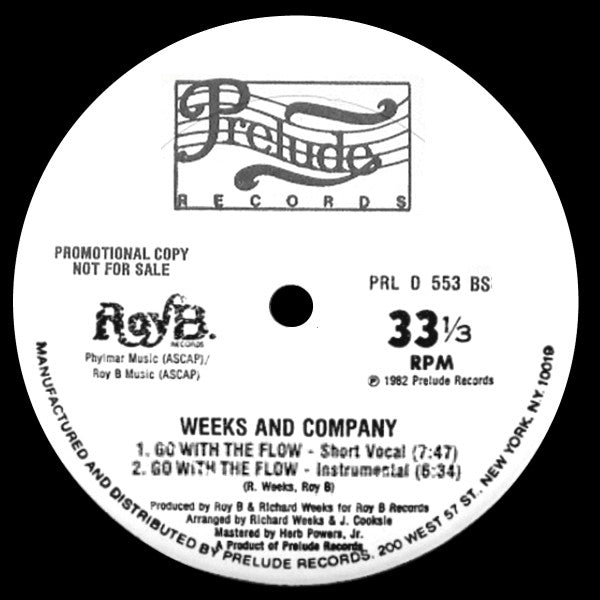 Prelude
RECORDS
PROMOTIONAL COPY
NOT FOR SALE
PRL D 553 BS
Roy B.
RECORDS
Phylmar Music (ASCAP)/
Roy B Music (ASCAP)
33 1/3
RPM
℗ 1982 Prelude Records
WEEKS AND COMPANY
1. GO WITH THE FLOW - Short Vocal (7:47)
2. GO WITH THE FLOW - Instrumental (6:34)
(R. Weeks, Roy B)
Produced by Roy B & Richard Weeks for Roy B Records
Arranged by Richard Weeks & J. Cooksie
Mastered by Herb Powers, Jr.
A Product of Prelude Records
MANUFACTURED AND DISTRIBUTED BY PRELUDE RECORDS, 200 WEST 57 ST., NEW YORK, N.Y. 10019